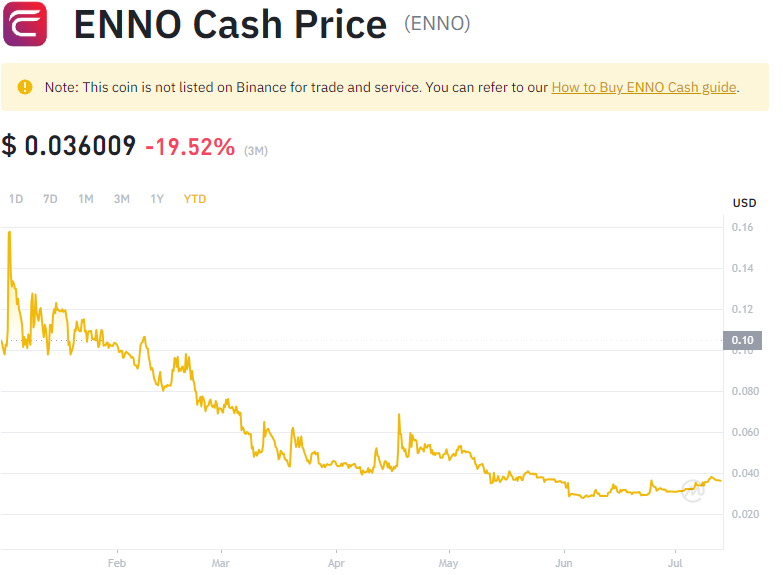 ENNO Cash Price (ENNO)
Note: This coin is not listed on Binance for trade and service. You can refer to our How to Buy ENNO Cash guide.
$ 0.036009 -19.52% (3M)
1D 7D 1M 3M 1Y YTD
USD
0.16
0.14
0.12
0.10
0.10
0.080
0.060
0.040
0.020
Feb Mar Apr May Jun Jul